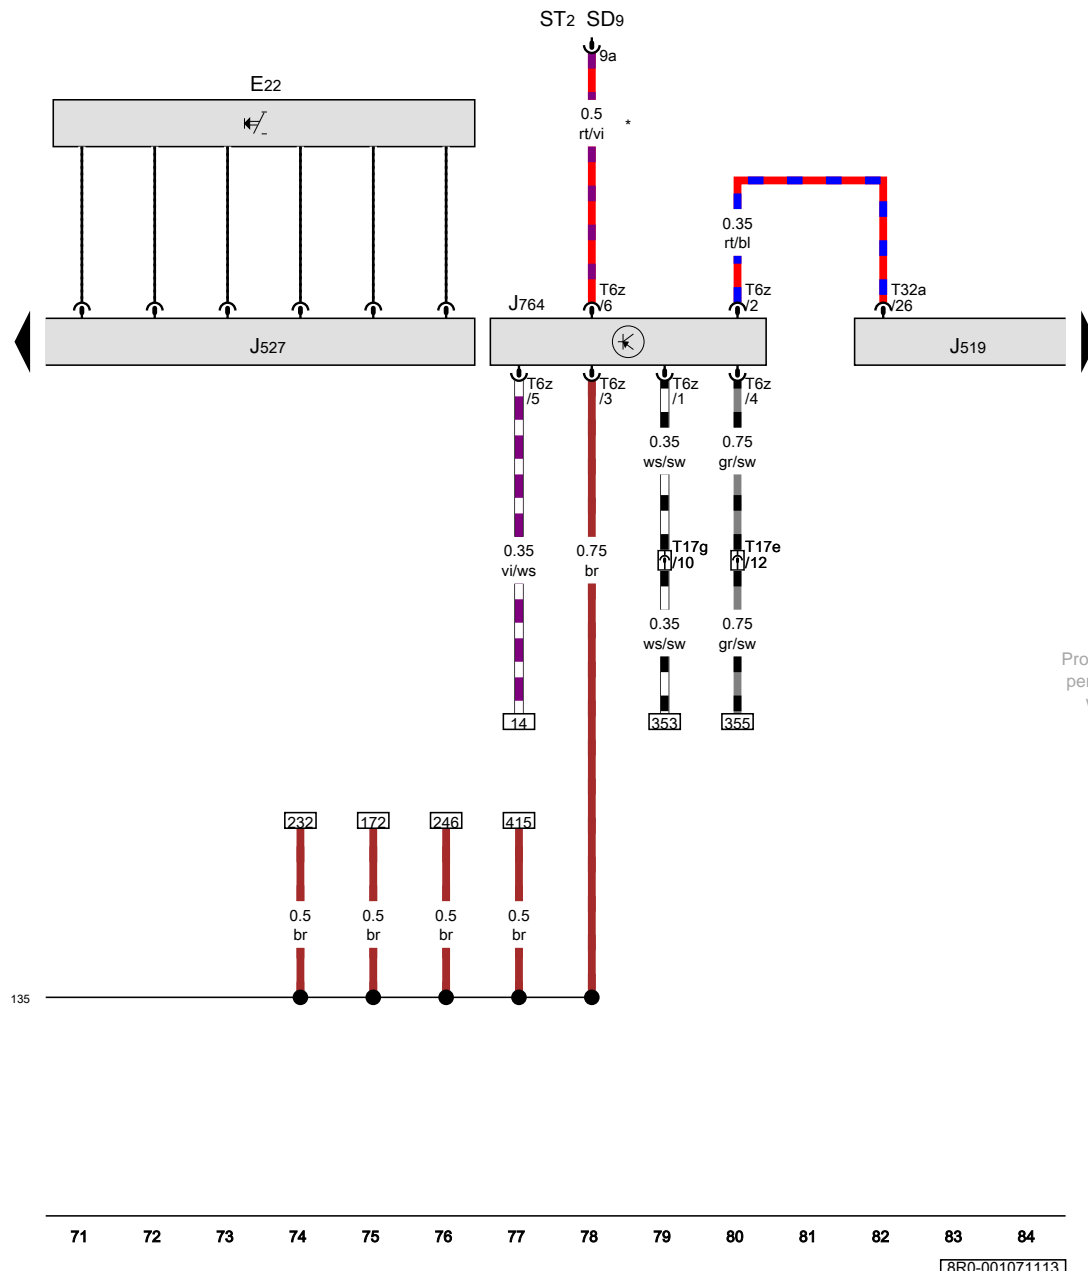 ST2 SD9
9a
E22
0.5
rt/vi
*
0.35
rt/bl
J764
T6z
/6
T6z
/2
T32a
/26
J527
J519
T6z
/5
T6z
/3
T6z
/1
T6z
/4
0.35
ws/sw
0.75
gr/sw
0.35
vi/ws
0.75
br
T17g
/10
T17e
/12
0.35
ws/sw
0.75
gr/sw
Pro
per
14
353
355
232
172
246
415
0.5
br
0.5
br
0.5
br
0.5
br
135
71 72 73 74 75 76 77 78 79 80 81 82 83 84
8R0-001071113